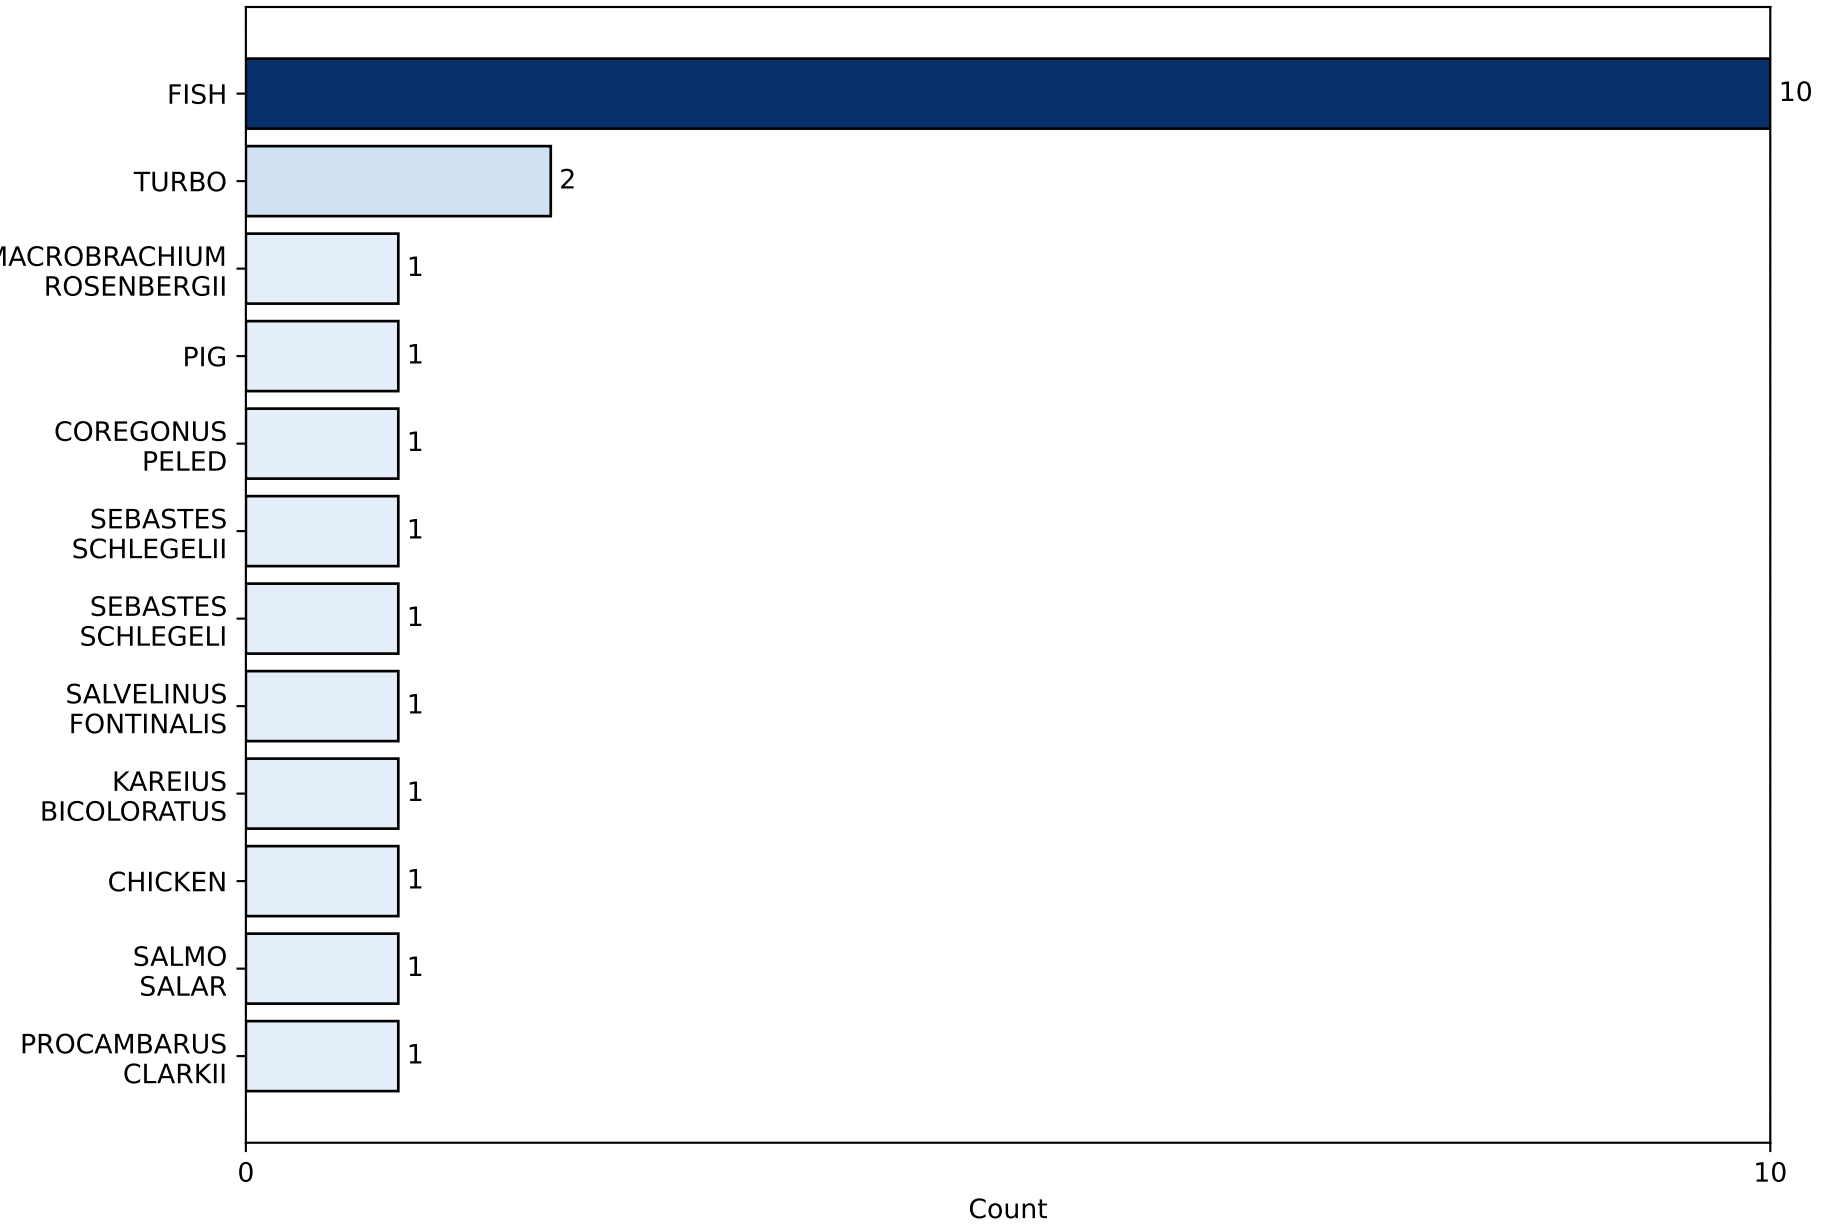 FISH
10
TURBO
2
MACROBRACHIUM
ROSENBERGII
1
PIG
1
COREGONUS
PELED
1
SEBASTES
SCHLEGELII
1
SEBASTES
SCHLEGELI
1
SALVELINUS
FONTINALIS
1
KAREIUS
BICOLORATUS
1
CHICKEN
1
SALMO
SALAR
1
PROCAMBARUS
CLARKII
1
0
10
Count